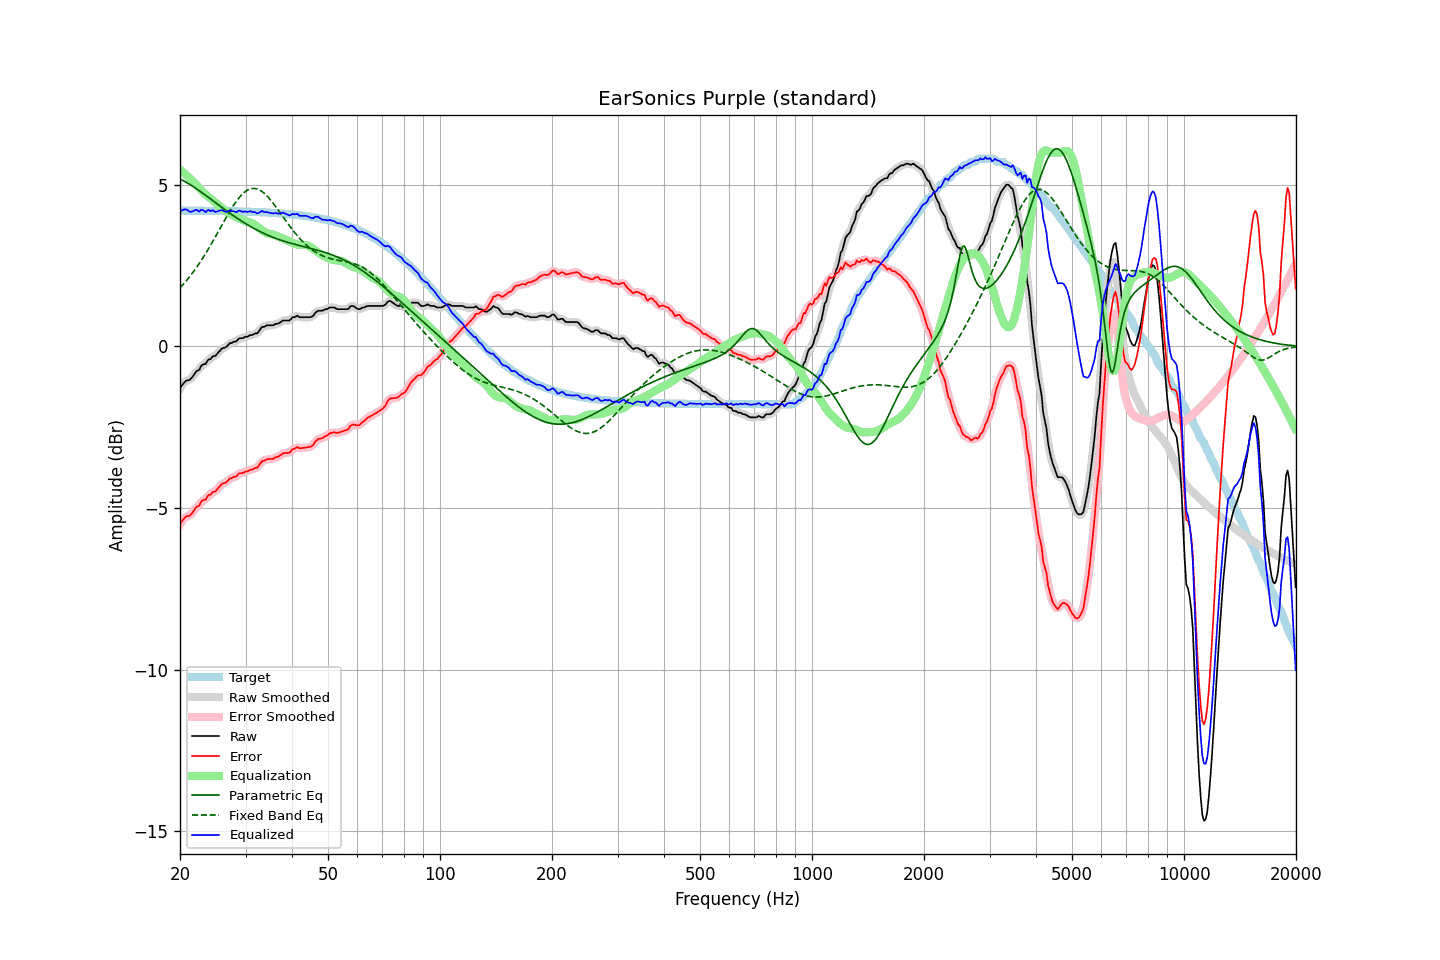 EarSonics Purple (standard)
Amplitude (dBr)
5
0
−5
−10
−15
Target
Raw Smoothed
Error Smoothed
Raw
Error
Equalization
Parametric Eq
Fixed Band Eq
Equalized
20 50 100 200 500 1000 2000 5000 10000 20000
Frequency (Hz)